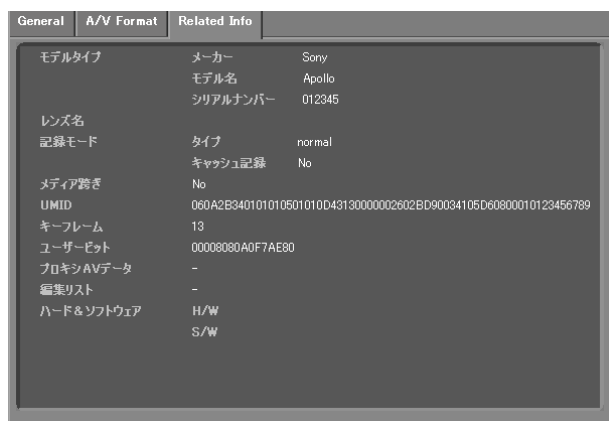 General A/V Format Related Info
モデルタイプ メーカー Sony
モデル名 Apollo
シリアルナンバー 012345
レンズ名
記録モード タイプ normal
キャッシュ記録 No
メディア跨ぎ No
UMID 060A2B340101010501010D43130000002602BD90034105D60800010123456789
キーフレーム 13
ユーザービット 00008080A0F7AE80
プロキシAVデータ -
編集リスト -
ハード&ソフトウェア H/W
S/W